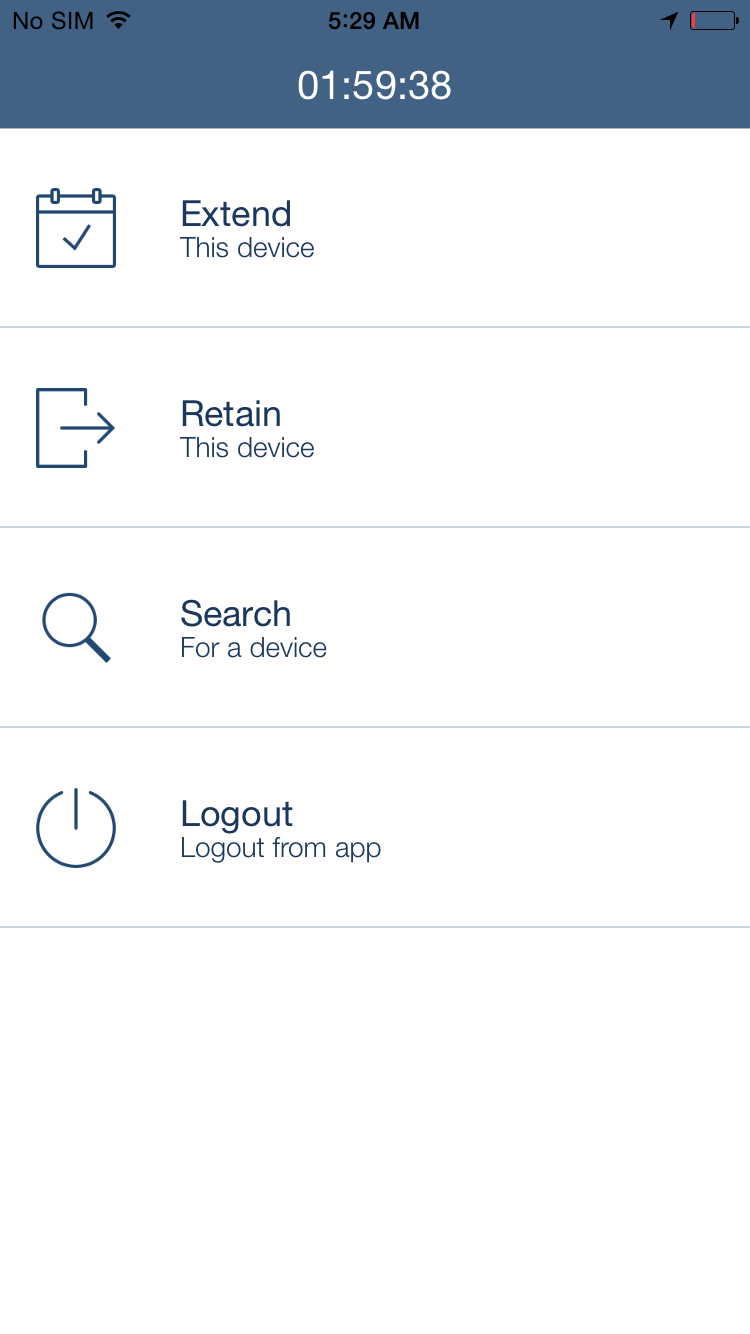 No SIM 5:29 AM
01:59:38
Extend
This device
Retain
This device
Search
For a device
Logout
Logout from app